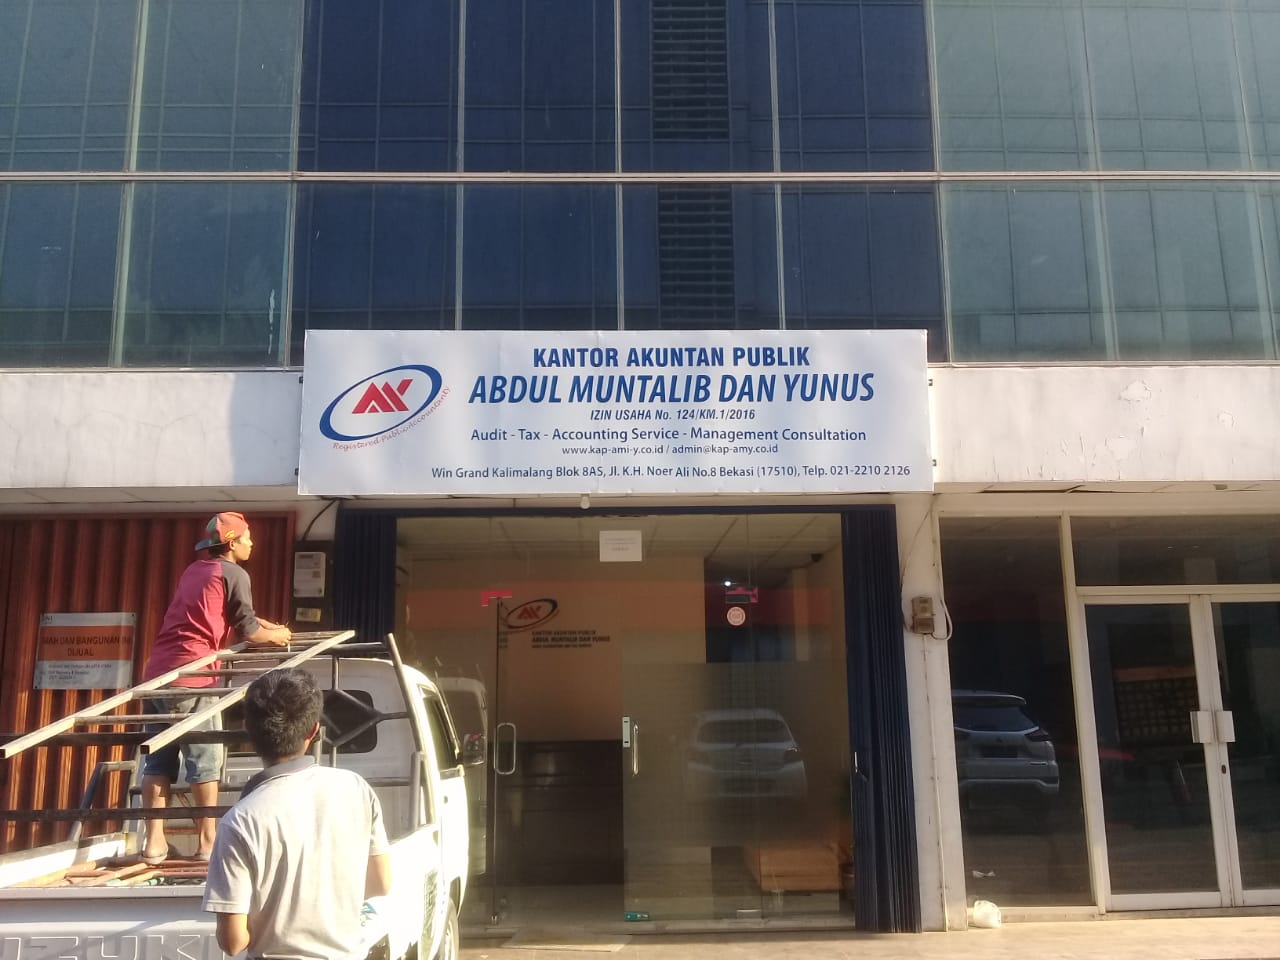 KANTOR AKUNTAN PUBLIK
ABDUL MUNTALIB DAN YUNUS
IZIN USAHA No. 124/KM.1/2016
Audit - Tax - Accounting Service - Management Consultation
www.kap-ami-y.co.id / admin@kap-amy.co.id
Win Grand Kalimalang Blok 8AS, Jl. K.H. Noer Ali No.8 Bekasi (17510), Telp. 021-2210 2126
Registered Public Accountants
DAN BANGUNAN INI
DIJUAL
KANTOR AKUNTAN PUBLIK
ABDUL MUNTALIB DAN YUNUS